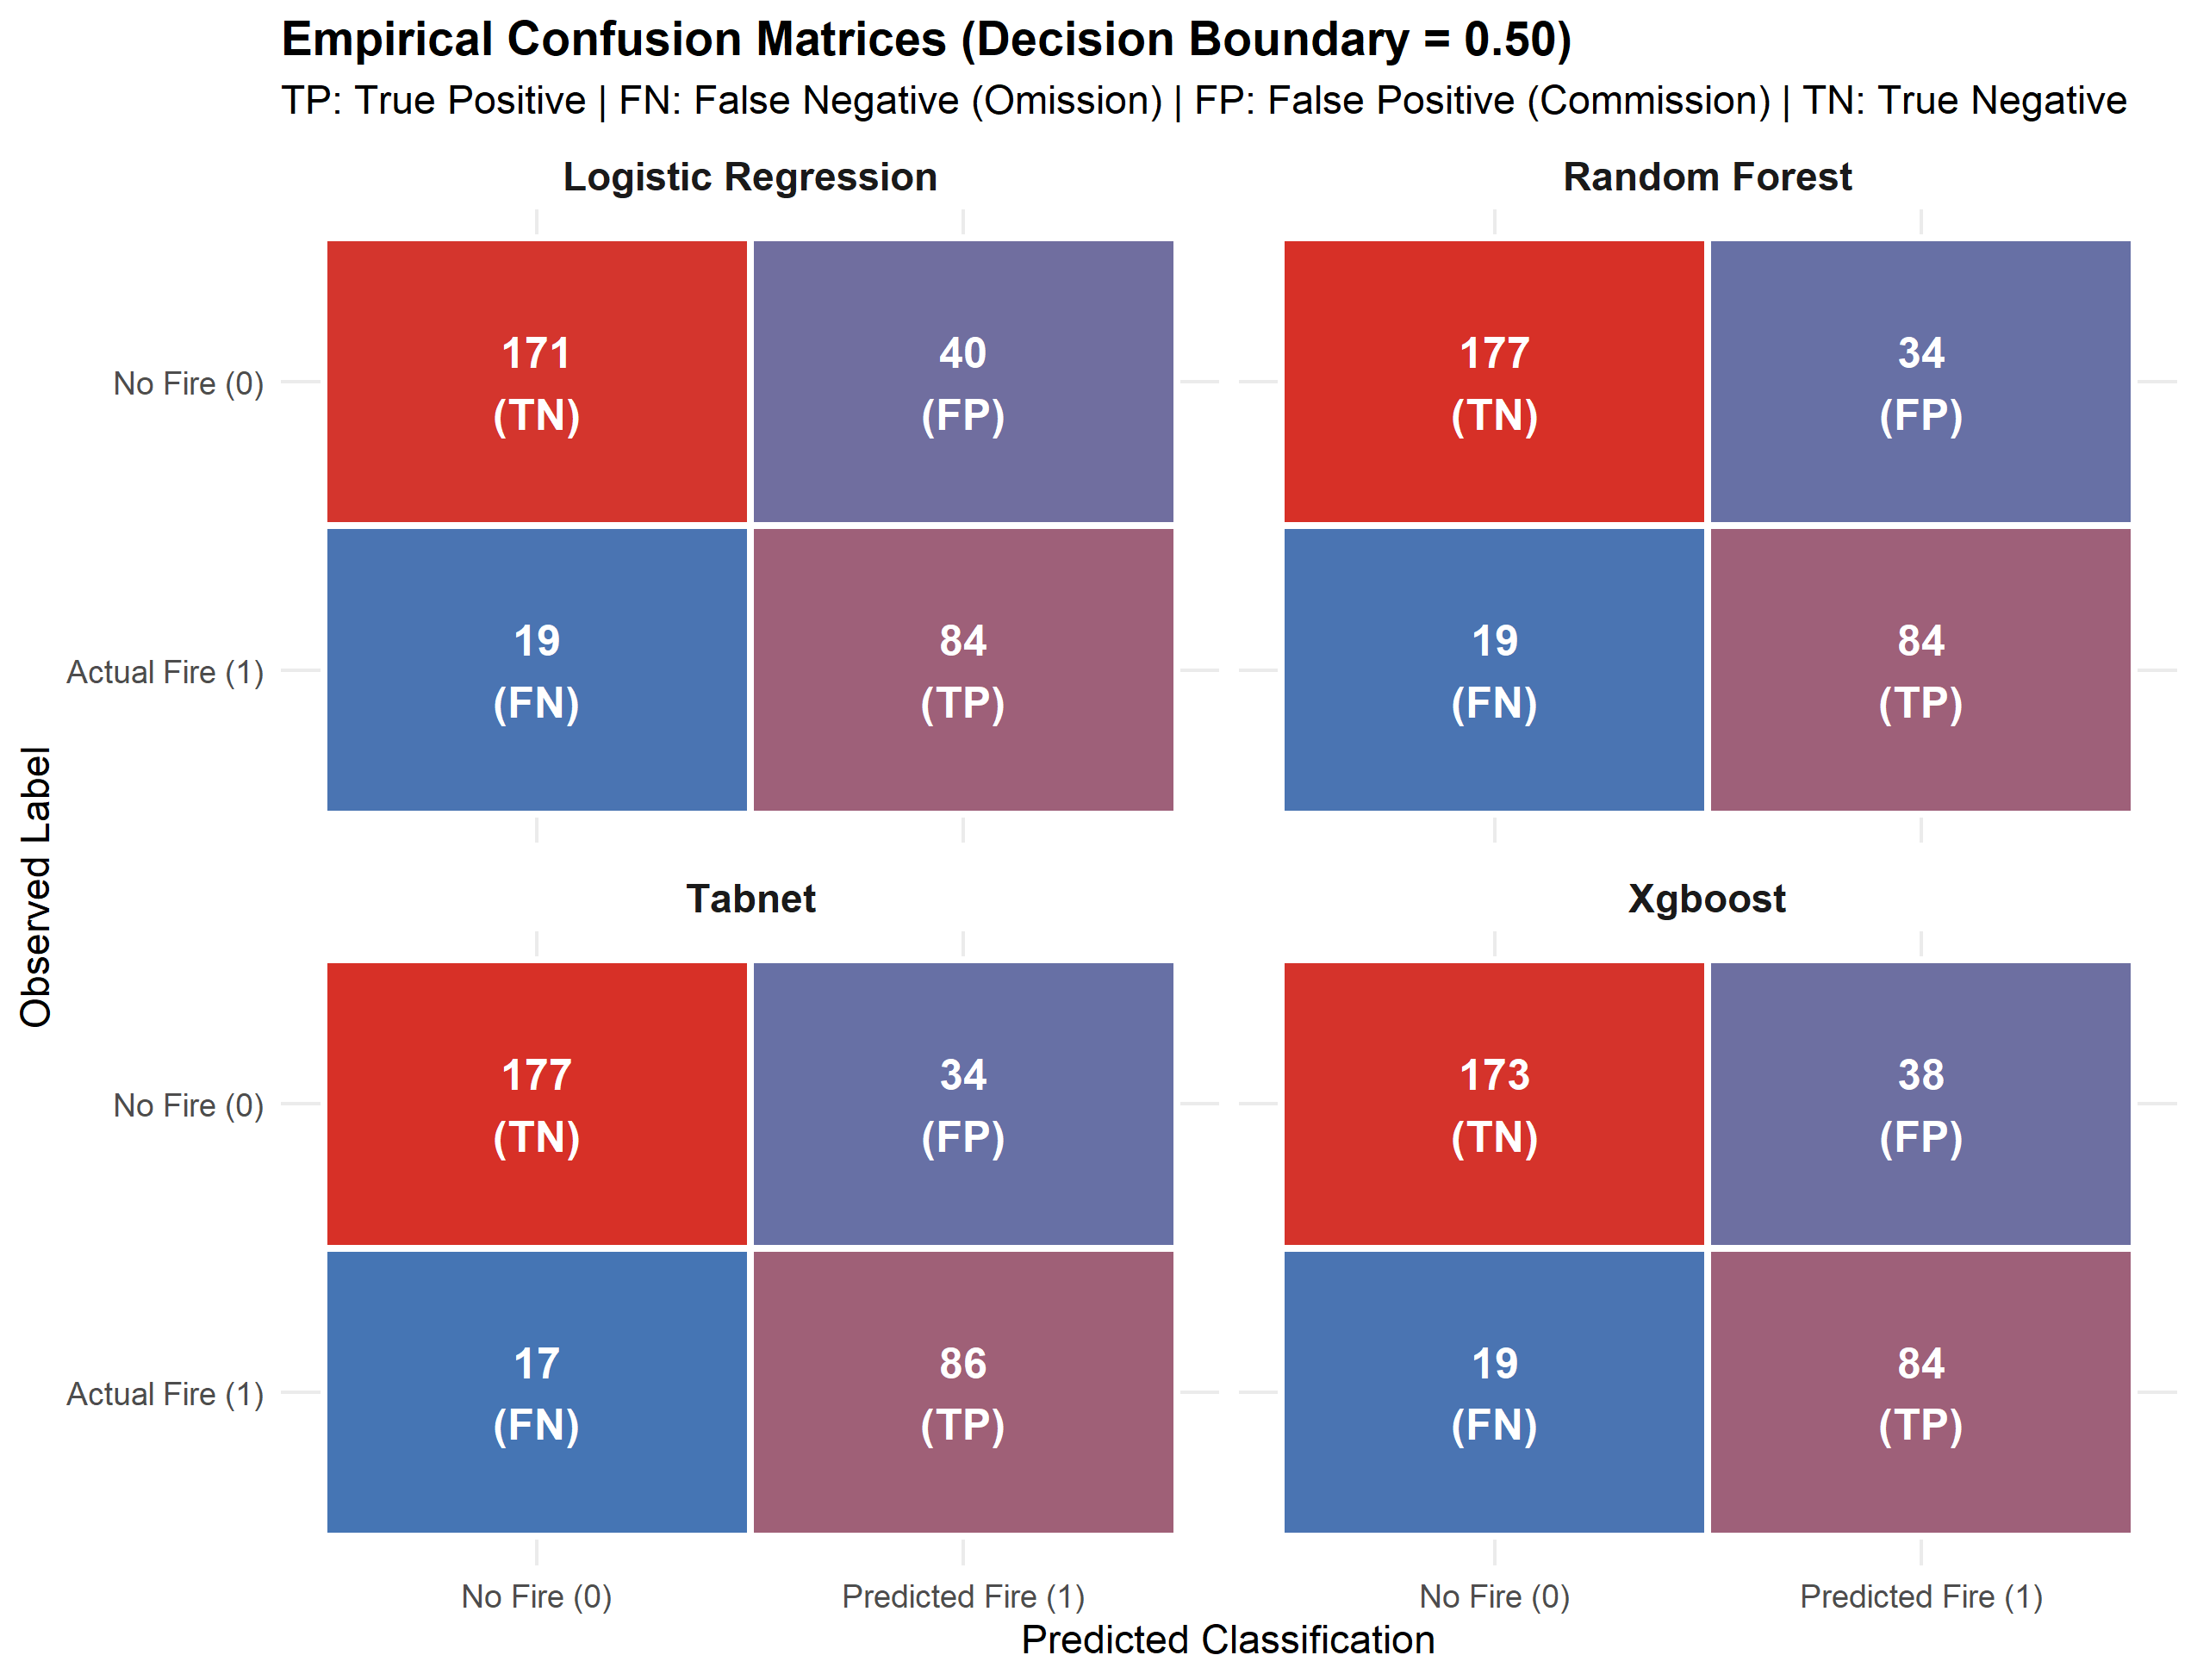 Empirical Confusion Matrices (Decision Boundary = 0.50)
TP: True Positive | FN: False Negative (Omission) | FP: False Positive (Commission) | TN: True Negative
Logistic Regression
Random Forest
No Fire (0)
171
(TN)
40
(FP)
177
(TN)
34
(FP)
Actual Fire (1)
19
(FN)
84
(TP)
19
(FN)
84
(TP)
Observed Label
Tabnet
Xgboost
No Fire (0)
177
(TN)
34
(FP)
173
(TN)
38
(FP)
Actual Fire (1)
17
(FN)
86
(TP)
19
(FN)
84
(TP)
No Fire (0)
Predicted Fire (1)
No Fire (0)
Predicted Fire (1)
Predicted Classification